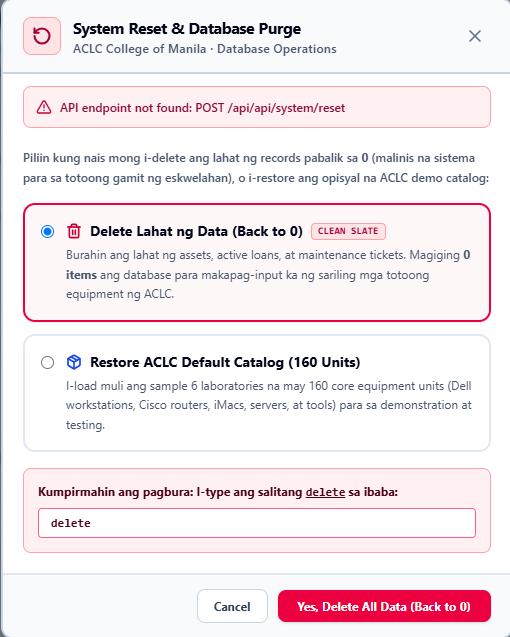 System Reset & Database Purge
ACLC College of Manila · Database Operations
API endpoint not found: POST /api/api/system/reset
Piliin kung nais mong i-delete ang lahat ng records pabalik sa 0 (malinis na sistema
para sa totoong gamit ng eskwelahan), o i-restore ang opisyal na ACLC demo catalog:
Delete Lahat ng Data (Back to 0) CLEAN SLATE
Burahin ang lahat ng assets, active loans, at maintenance tickets. Magiging 0
items ang database para makapag-input ka ng sariling mga totoong
equipment ng ACLC.
Restore ACLC Default Catalog (160 Units)
I-load muli ang sample 6 laboratories na may 160 core equipment units (Dell
workstations, Cisco routers, iMacs, servers, at tools) para sa demonstration at
testing.
Kumpirmahin ang pagbura: I-type ang salitang delete sa ibaba:
delete
Cancel
Yes, Delete All Data (Back to 0)